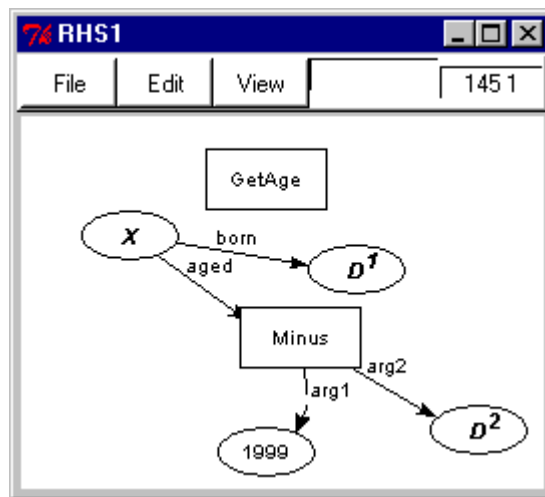 RHS1
File Edit View 145 1
GetAge
X
born
aged
D¹
Minus
arg2
arg1
D²
1999